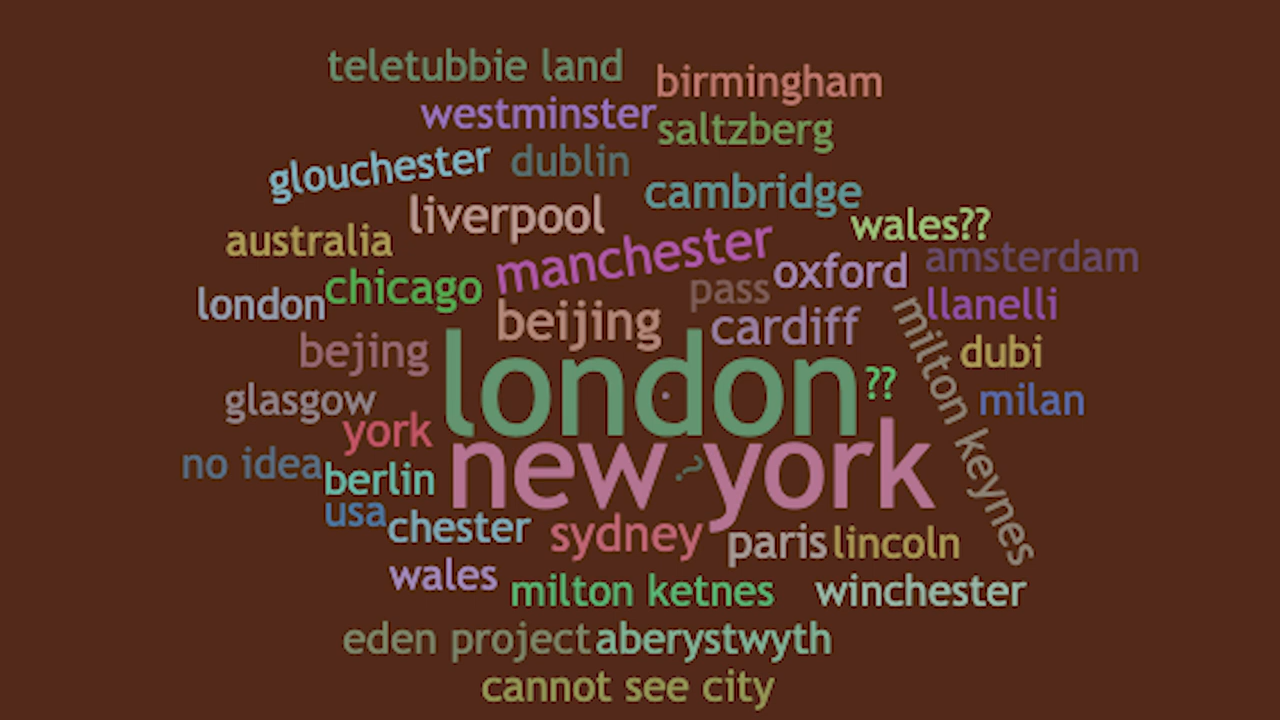 teletubbie land
birmingham
westminster
saltzberg
glouchester
dublin
cambridge
liverpool
wales??
australia
manchester
amsterdam
oxford
chicago
pass
london
llanelli
beijing
cardiff
bejing
dubi
london
??
milton keynes
glasgow
milan
york
new york
?
no idea
berlin
usa
chester
sydney
paris
lincoln
wales
milton ketnes
winchester
eden project
aberystwyth
cannot see city